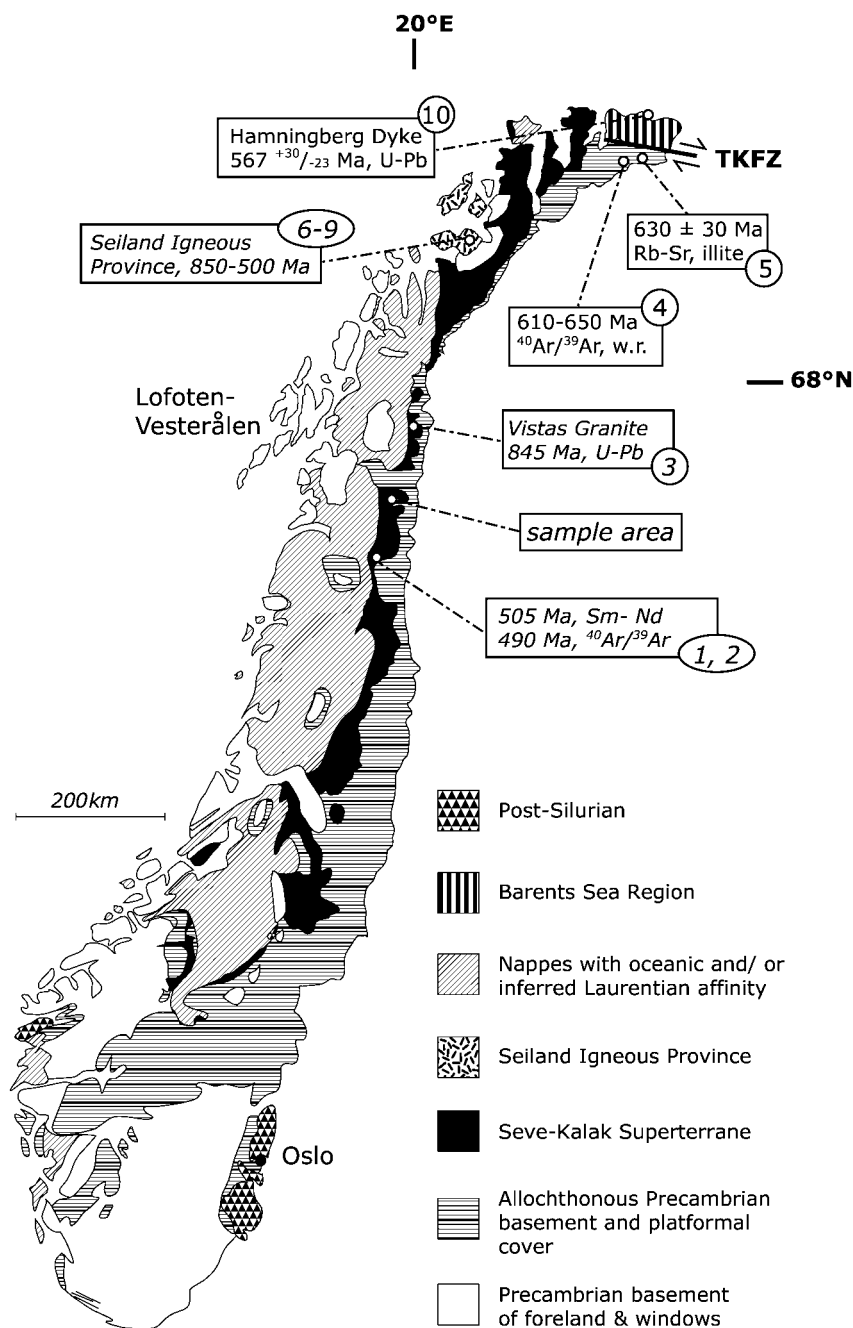 20°E
10
Hamningberg Dyke
567 +30/-23 Ma, U-Pb
TKFZ
6-9
Seiland Igneous
Province, 850-500 Ma
630 ± 30 Ma
Rb-Sr, illite
5
4
610-650 Ma
40Ar/39Ar, w.r.
68°N
Lofoten-
Vesterålen
Vistas Granite
845 Ma, U-Pb
3
sample area
505 Ma, Sm- Nd
490 Ma, 40Ar/39Ar
1, 2
200km
Post-Silurian
Barents Sea Region
Nappes with oceanic and/ or
inferred Laurentian affinity
Seiland Igneous Province
Seve-Kalak Superterrane
Oslo
Allochthonous Precambrian
basement and platformal
cover
Precambrian basement
of foreland & windows